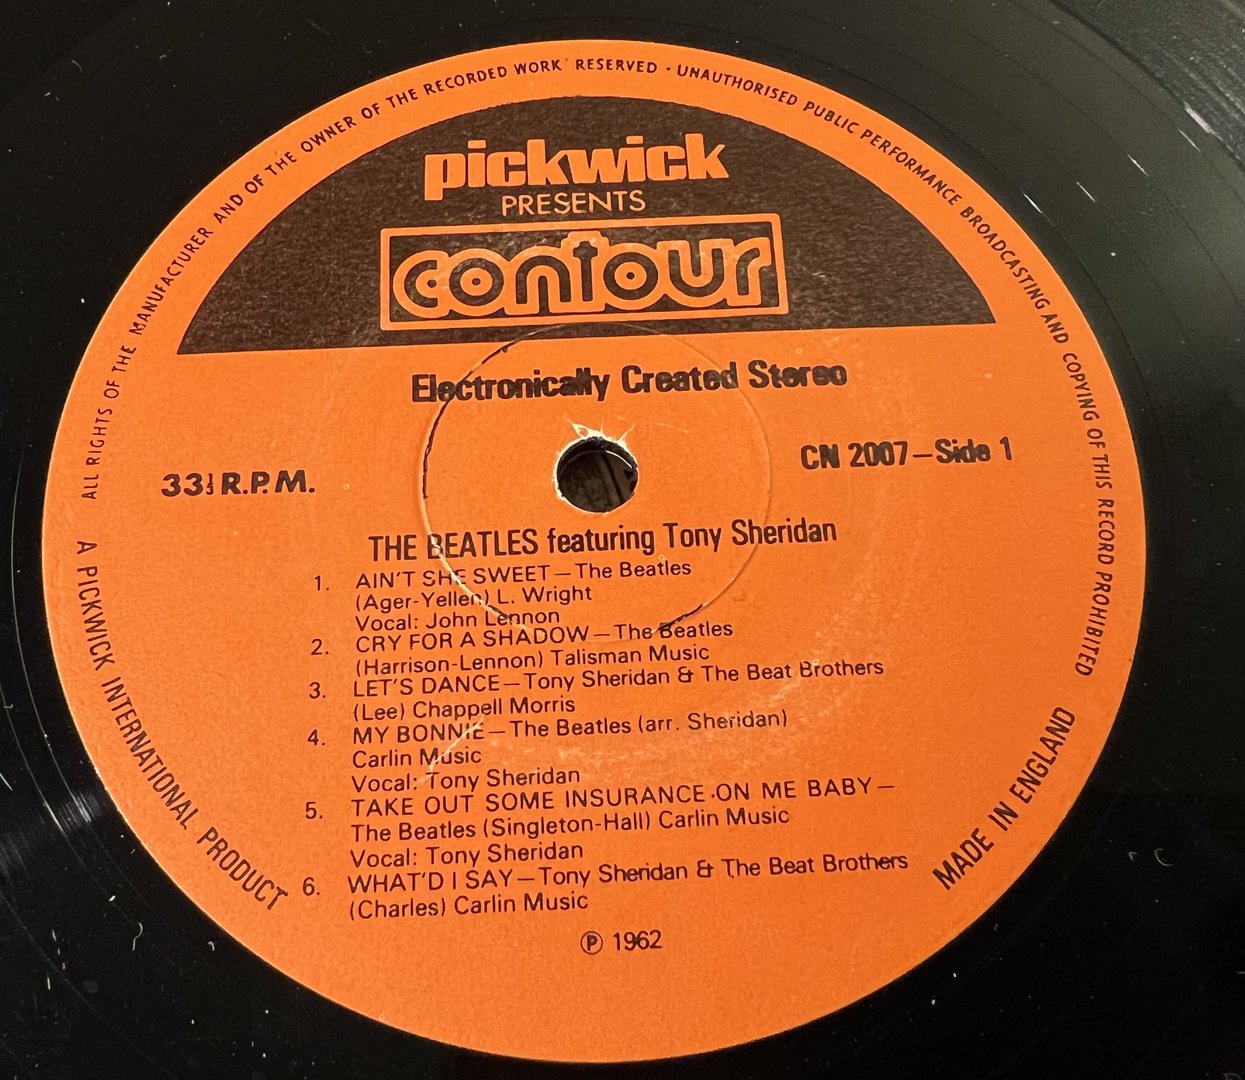 ALL RIGHTS OF THE MANUFACTURER AND OF THE OWNER OF THE RECORDED WORK RESERVED · UNAUTHORISED PUBLIC PERFORMANCE BROADCASTING AND COPYING OF THIS RECORD PROHIBITED
pickwick
PRESENTS
contour
Electronically Created Stereo
33⅓ R.P.M.
CN 2007—Side 1
THE BEATLES featuring Tony Sheridan
1. AIN'T SHE SWEET—The Beatles
(Ager-Yellen) L. Wright
Vocal: John Lennon
2. CRY FOR A SHADOW—The Beatles
(Harrison-Lennon) Talisman Music
3. LET'S DANCE—Tony Sheridan & The Beat Brothers
(Lee) Chappell Morris
4. MY BONNIE—The Beatles (arr. Sheridan)
Carlin Music
Vocal: Tony Sheridan
5. TAKE OUT SOME INSURANCE ON ME BABY—
The Beatles (Singleton-Hall) Carlin Music
Vocal: Tony Sheridan
6. WHAT'D I SAY—Tony Sheridan & The Beat Brothers
(Charles) Carlin Music
℗ 1962
A PICKWICK INTERNATIONAL PRODUCT
MADE IN ENGLAND